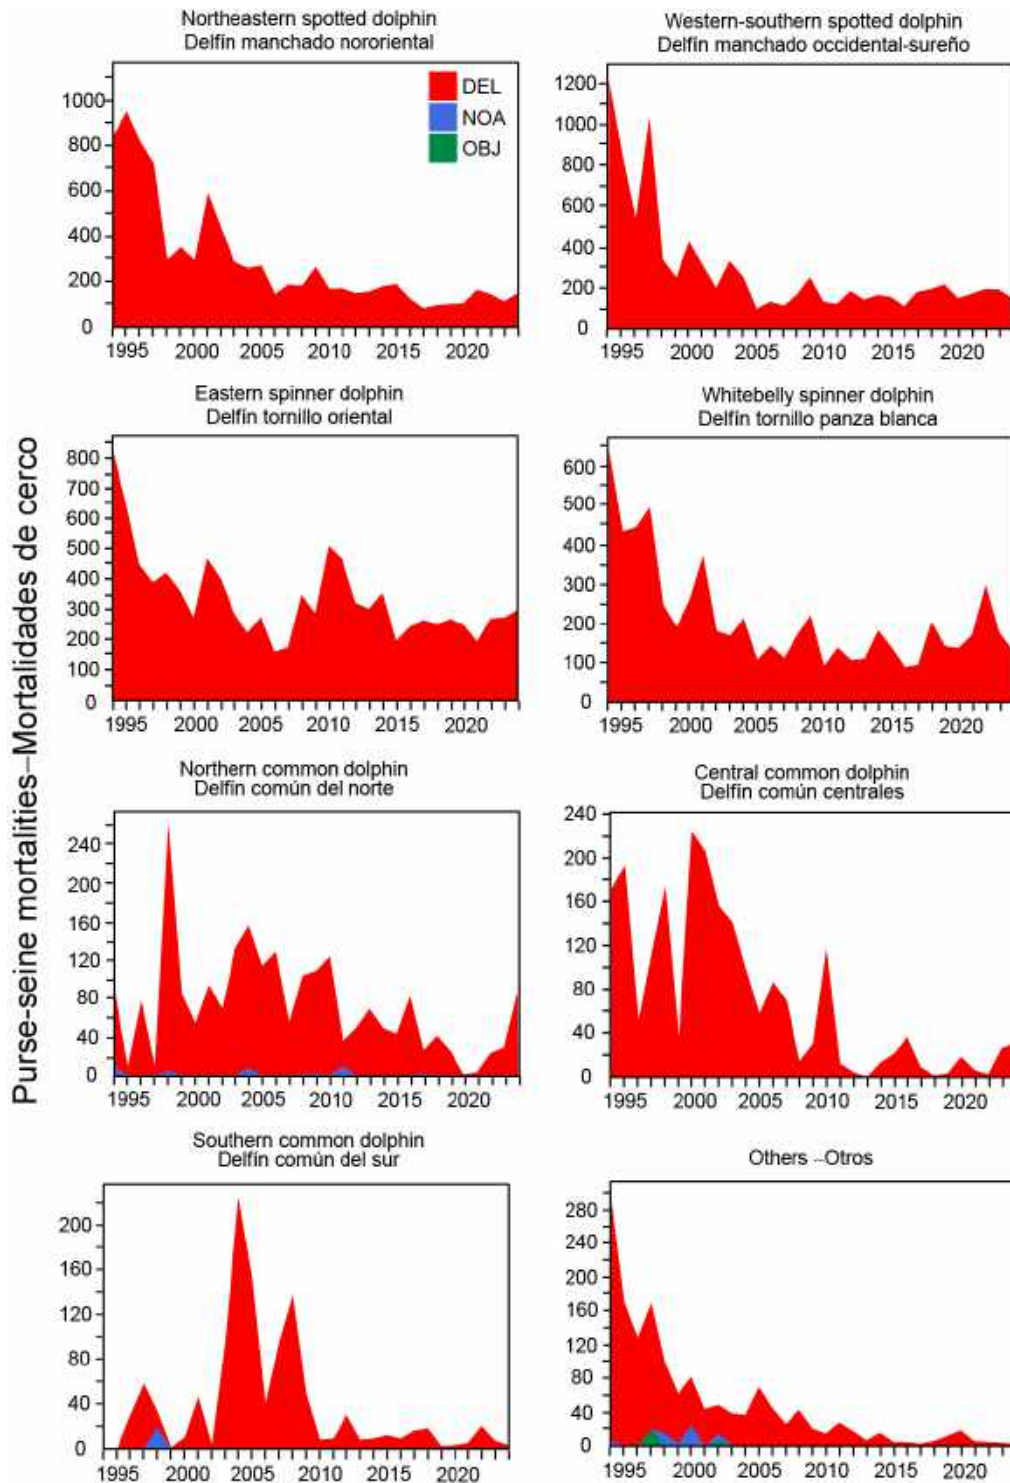 Purse-seine mortalities–Mortalidades de cerco
Northeastern spotted dolphin
Delfín manchado nororiental
1000
800
600
400
200
0
1995 2000 2005 2010 2015 2020
DEL
NOA
OBJ
Western-southern spotted dolphin
Delfín manchado occidental-sureño
1200
1000
800
600
400
200
0
1995 2000 2005 2010 2015 2020
Eastern spinner dolphin
Delfín tornillo oriental
800
700
600
500
400
300
200
100
0
1995 2000 2005 2010 2015 2020
Whitebelly spinner dolphin
Delfín tornillo panza blanca
600
500
400
300
200
100
0
1995 2000 2005 2010 2015 2020
Northern common dolphin
Delfín común del norte
240
200
160
120
80
40
0
1995 2000 2005 2010 2015 2020
Central common dolphin
Delfín común centrales
240
200
160
120
80
40
0
1995 2000 2005 2010 2015 2020
Southern common dolphin
Delfín común del sur
200
160
120
80
40
0
1995 2000 2005 2010 2015 2020
Others –Otros
280
240
200
160
120
80
40
0
1995 2000 2005 2010 2015 2020